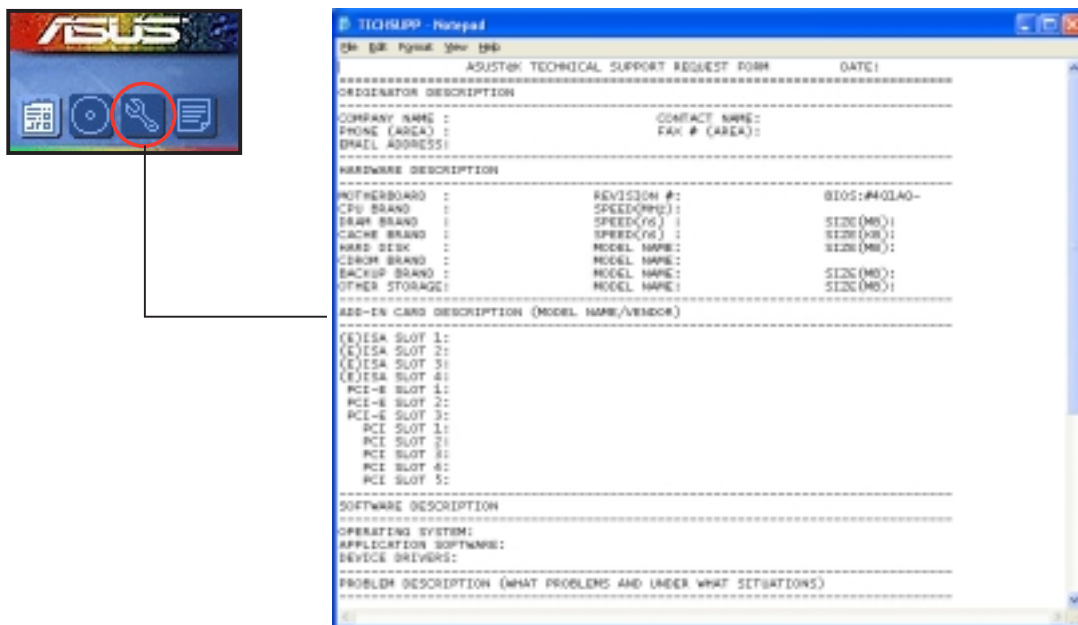 ASUS
TECHSUPP - Notepad
File Edit Format View Help
ASUSTeK TECHNICAL SUPPORT REQUEST FORM DATE:
==========================================================================
ORIGINATOR DESCRIPTION
--------------------------------------------------------------------------
COMPANY NAME : CONTACT NAME:
PHONE (AREA) : FAX # (AREA):
EMAIL ADDRESS:
--------------------------------------------------------------------------
HARDWARE DESCRIPTION
--------------------------------------------------------------------------
MOTHERBOARD : REVISION #: BIOS:#401A0-
CPU BRAND : SPEED(MHz):
DRAM BRAND : SPEED(ns) : SIZE(MB):
CACHE BRAND : SPEED(ns) : SIZE(KB):
HARD DISK : MODEL NAME: SIZE(MB):
CDROM BRAND : MODEL NAME:
BACKUP BRAND : MODEL NAME: SIZE(MB):
OTHER STORAGE: MODEL NAME: SIZE(MB):
--------------------------------------------------------------------------
ADD-IN CARD DESCRIPTION (MODEL NAME/VENDOR)
--------------------------------------------------------------------------
(E)ISA SLOT 1:
(E)ISA SLOT 2:
(E)ISA SLOT 3:
(E)ISA SLOT 4:
PCI-E SLOT 1:
PCI-E SLOT 2:
PCI-E SLOT 3:
PCI SLOT 1:
PCI SLOT 2:
PCI SLOT 3:
PCI SLOT 4:
PCI SLOT 5:
--------------------------------------------------------------------------
SOFTWARE DESCRIPTION
--------------------------------------------------------------------------
OPERATING SYSTEM:
APPLICATION SOFTWARE:
DEVICE DRIVERS:
--------------------------------------------------------------------------
PROBLEM DESCRIPTION (WHAT PROBLEMS AND UNDER WHAT SITUATIONS)
--------------------------------------------------------------------------